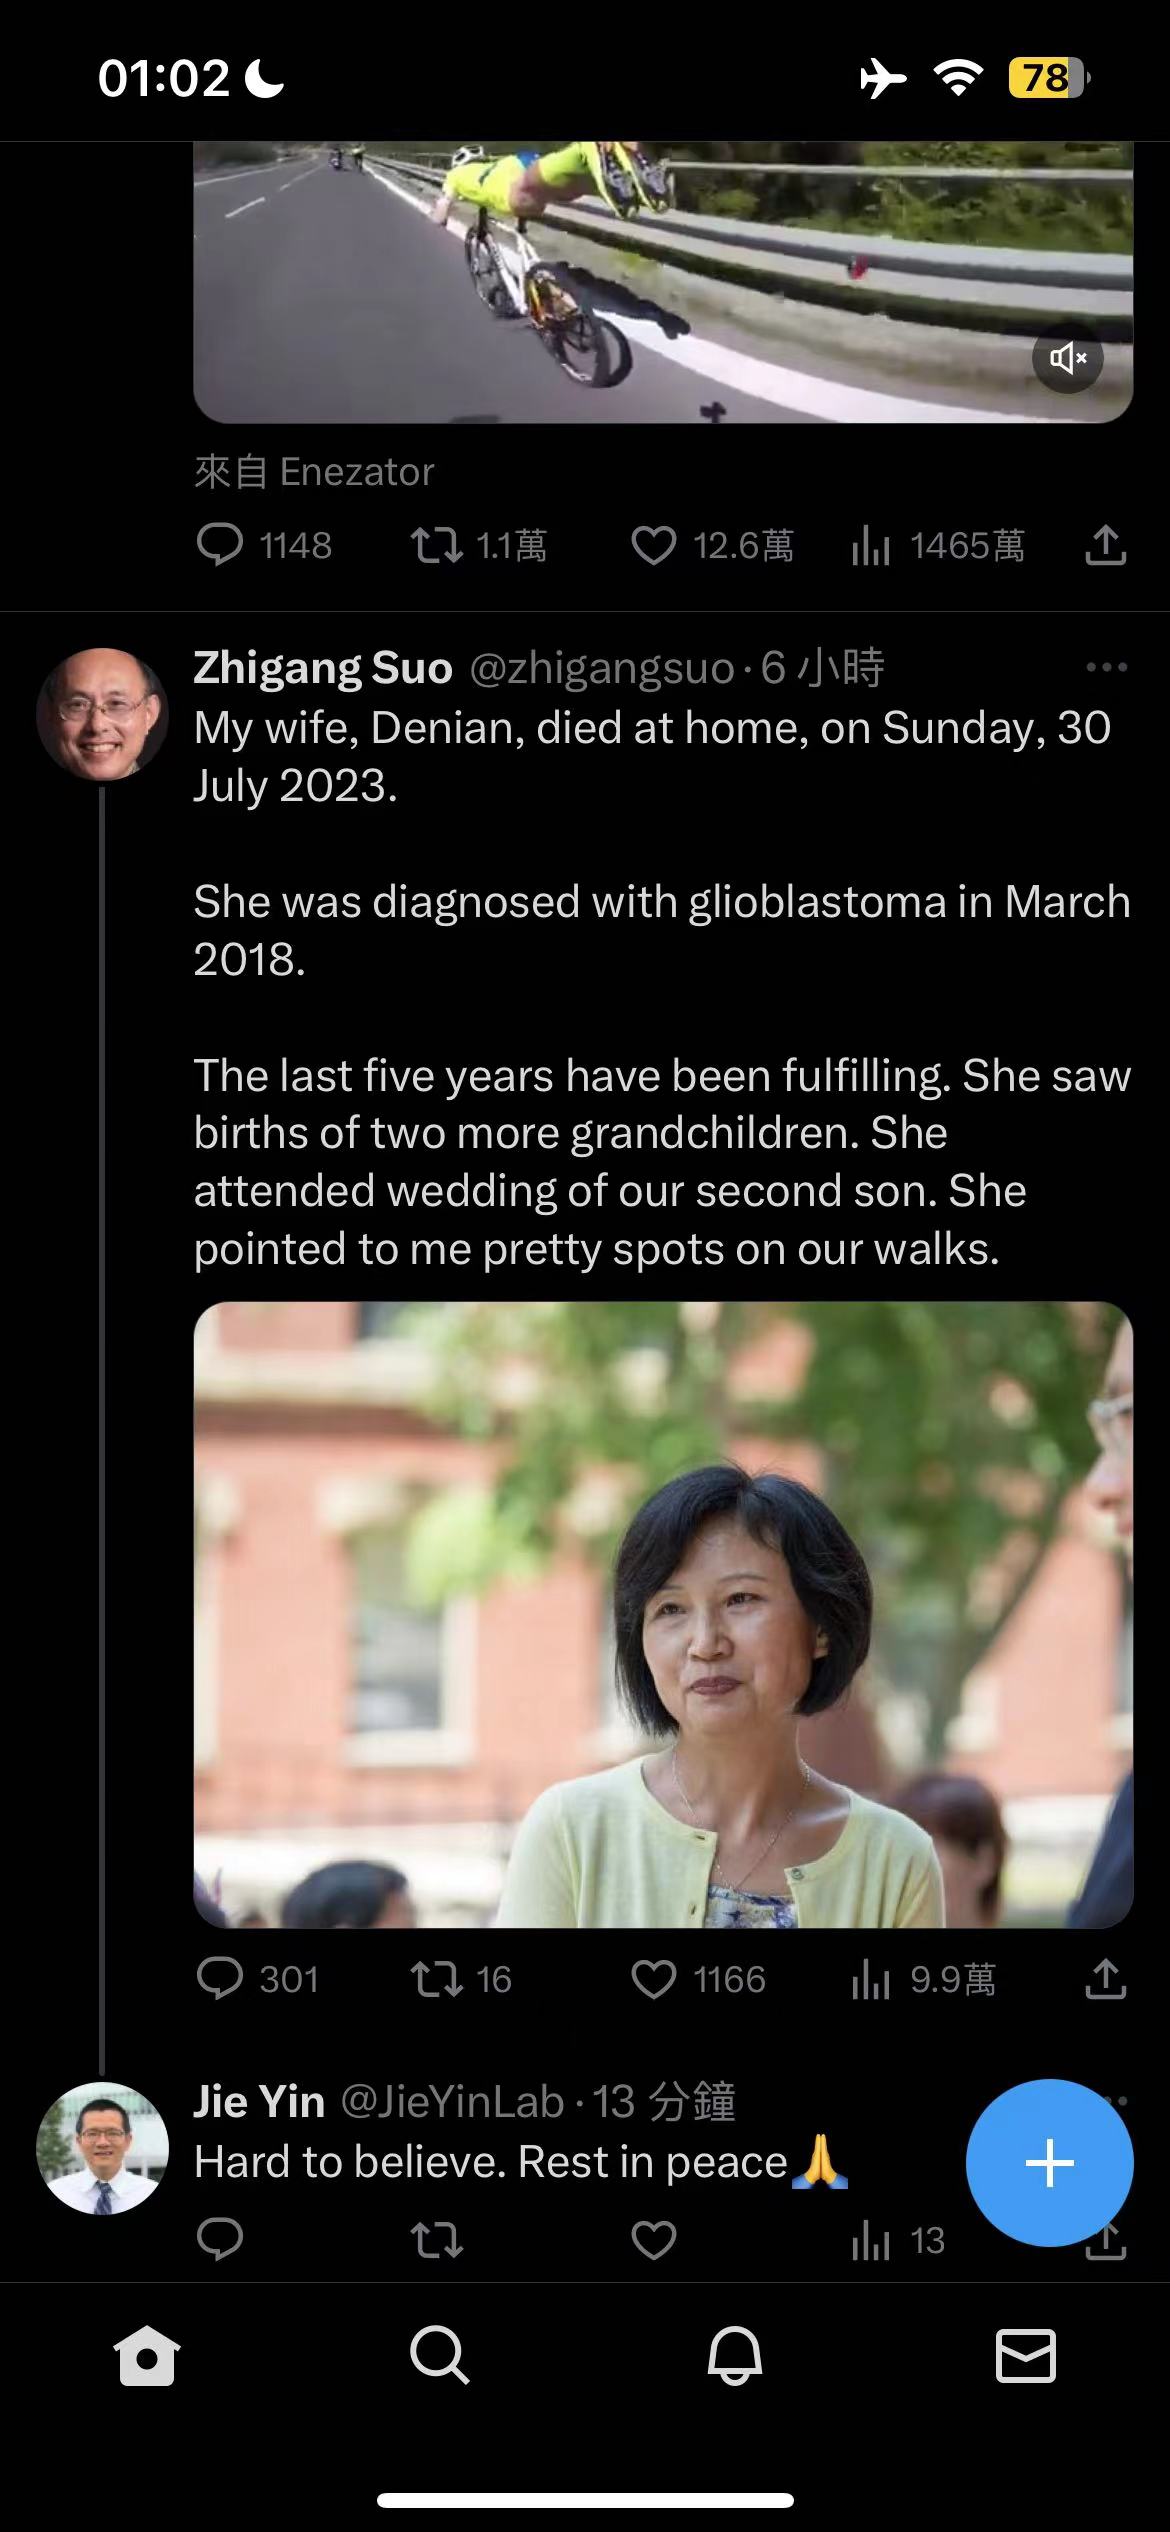 01:02
78
來自 Enezator
1148 1.1萬 12.6萬 1465萬
Zhigang Suo @zhigangsuo · 6 小時
My wife, Denian, died at home, on Sunday, 30
July 2023.
She was diagnosed with glioblastoma in March
2018.
The last five years have been fulfilling. She saw
births of two more grandchildren. She
attended wedding of our second son. She
pointed to me pretty spots on our walks.
301 16 1166 9.9萬
Jie Yin @JieYinLab · 13 分鐘
Hard to believe. Rest in peace🙏
13